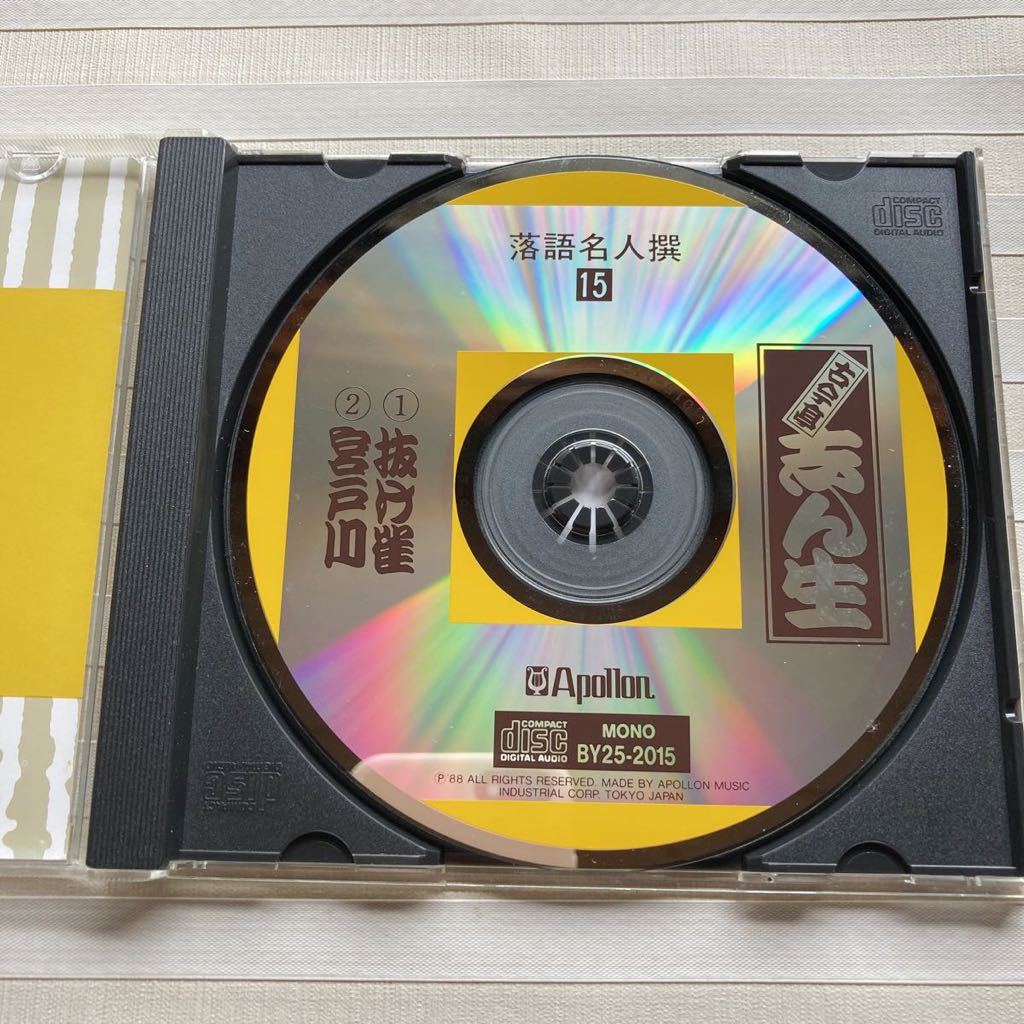 落語名人撰
15
古今亭
志ん生
① 抜け雀
② 宮戸川
Apollon
COMPACT
disc
DIGITAL AUDIO
MONO
BY25-2015
Ⓟ'88 ALL RIGHTS RESERVED. MADE BY APOLLON MUSIC
INDUSTRIAL CORP. TOKYO JAPAN
COMPACT
disc
DIGITAL AUDIO